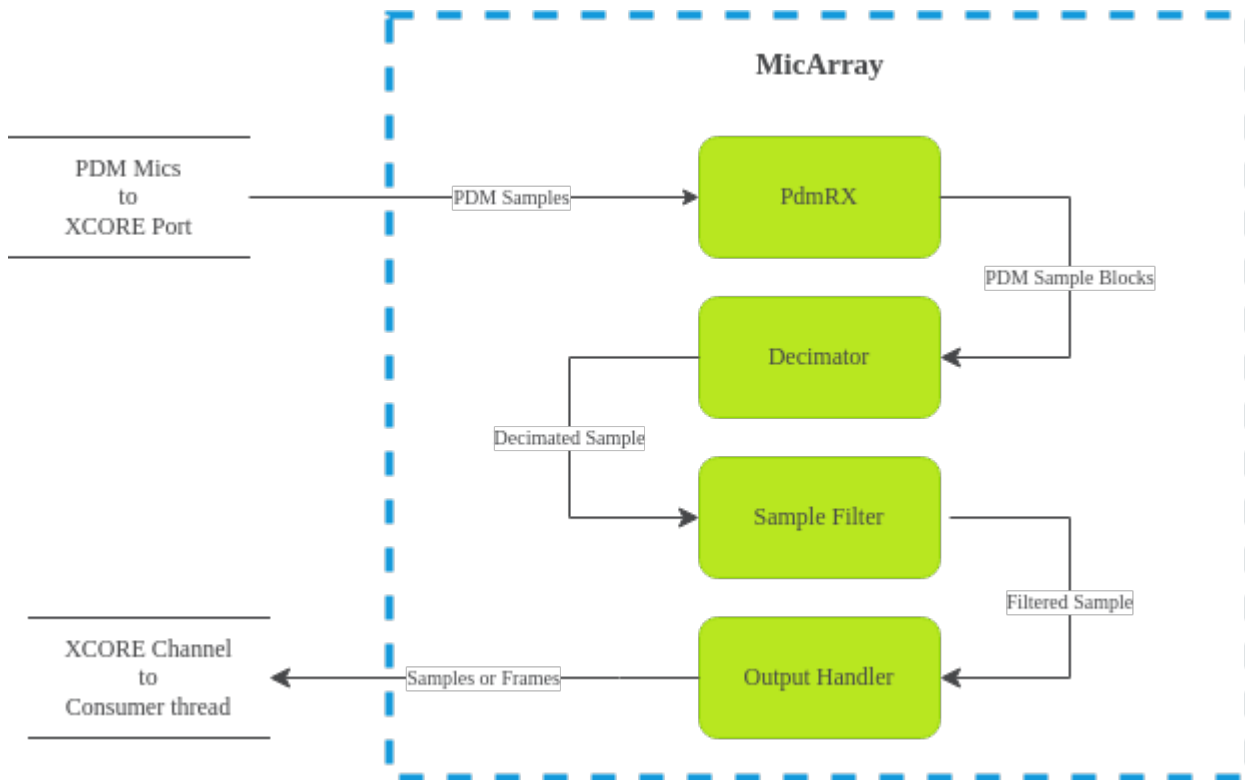 MicArray
PDM Mics
to
XCORE Port
PDM Samples
PdmRX
PDM Sample Blocks
Decimator
Decimated Sample
Sample Filter
Filtered Sample
XCORE Channel
to
Consumer thread
Samples or Frames
Output Handler